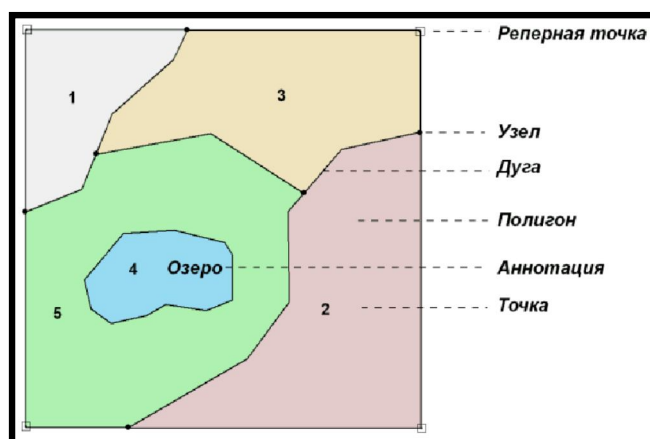 Реперная точка
1
3
Узел
Дуга
Полигон
4
Озеро
Аннотация
5
2
Точка